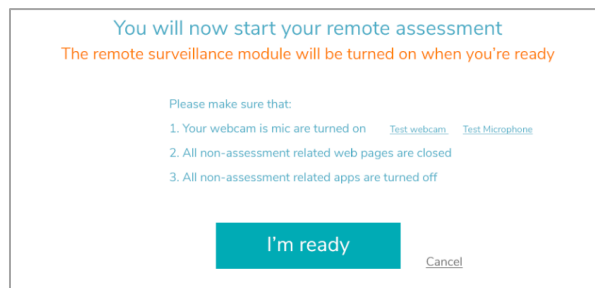 You will now start your remote assessment
The remote surveillance module will be turned on when you're ready
Please make sure that:
1. Your webcam is mic are turned on Test webcam Test Microphone
2. All non-assessment related web pages are closed
3. All non-assessment related apps are turned off
I'm ready
Cancel